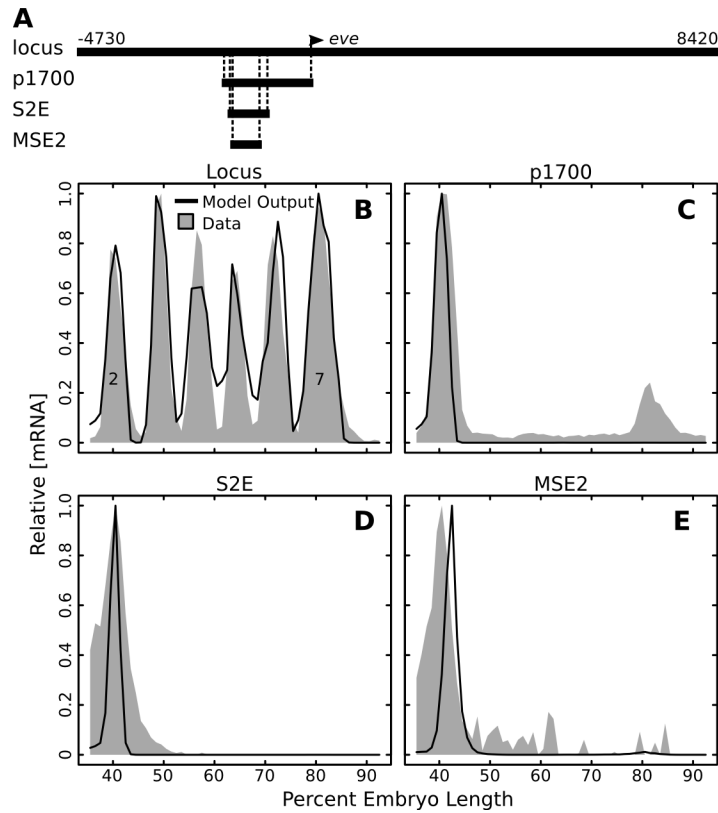 A
-4730 eve 8420
locus
p1700
S2E
MSE2
Locus
p1700
Model Output
Data
B
C
2
7
1.0
0.8
0.6
0.4
0.2
0
S2E
MSE2
D
E
1.0
0.8
0.6
0.4
0.2
0
Relative [mRNA]
40 50 60 70 80 90
40 50 60 70 80 90
Percent Embryo Length